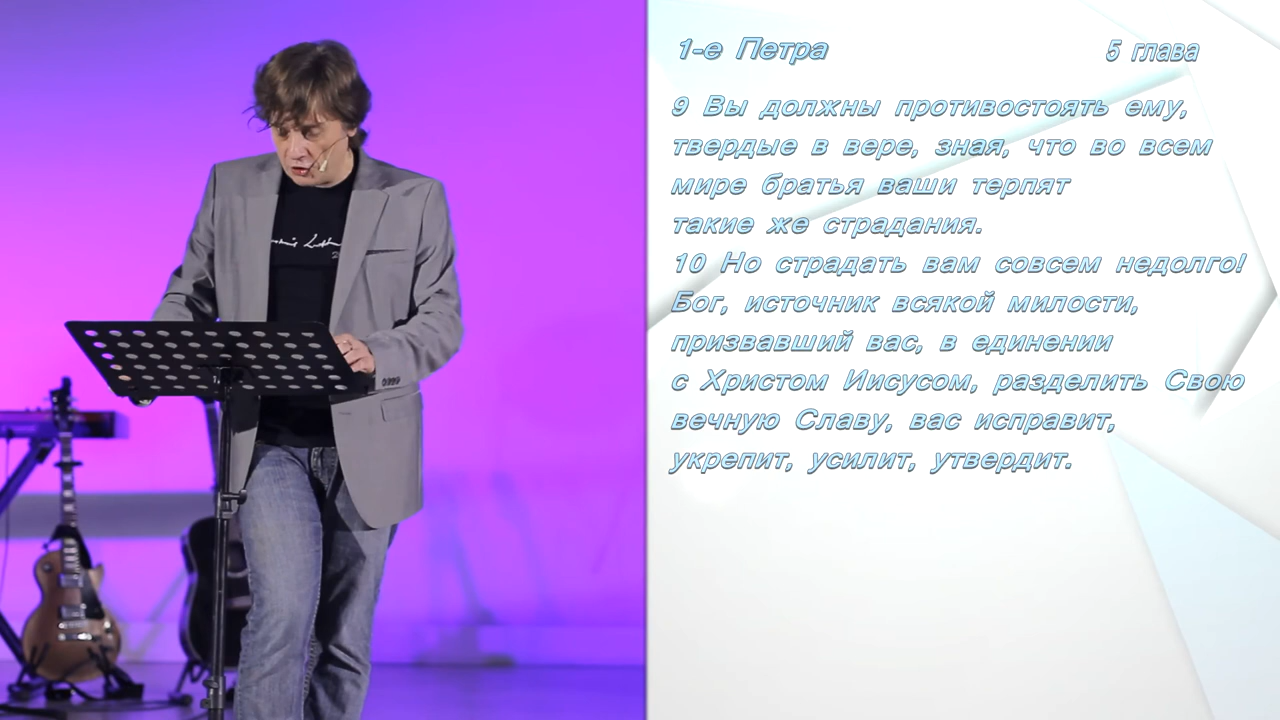 1-е Петра 5 глава
9 Вы должны противостоять ему,
твердые в вере, зная, что во всем
мире братья ваши терпят
такие же страдания.
10 Но страдать вам совсем недолго!
Бог, источник всякой милости,
призвавший вас, в единении
с Христом Иисусом, разделить Свою
вечную Славу, вас исправит,
укрепит, усилит, утвердит.